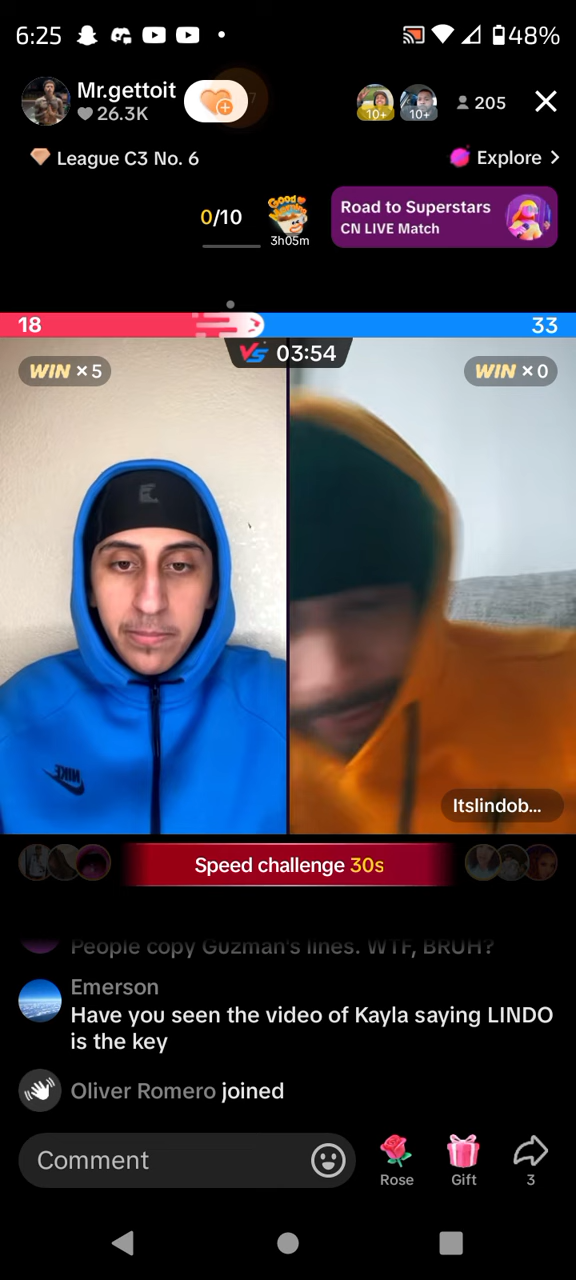 6:25
48%
Mr.gettoit
26.3K
10+
10+
205
League C3 No. 6
Explore
0/10
Good
3h05m
Road to Superstars
CN LIVE Match
18
33
VS 03:54
WIN ×5
WIN ×0
NIKE
Itslindob...
Speed challenge 30s
People copy Guzman's lines. WTF, BRUH?
Emerson
Have you seen the video of Kayla saying LINDO
is the key
Oliver Romero joined
Comment
Rose
Gift
3